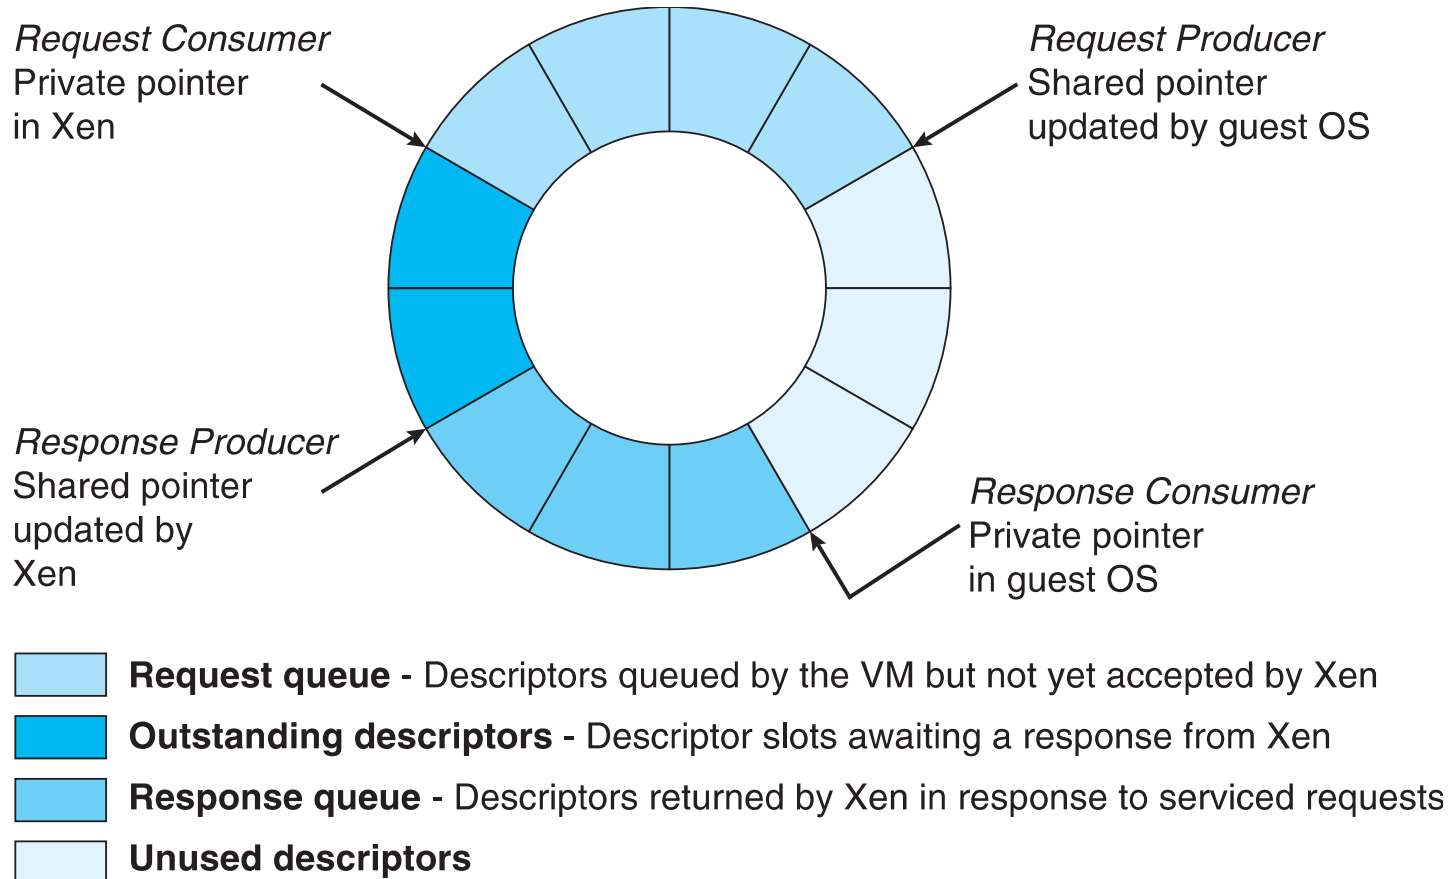 Request Consumer
Private pointer
in Xen
Request Producer
Shared pointer
updated by guest OS
Response Producer
Shared pointer
updated by
Xen
Response Consumer
Private pointer
in guest OS
Request queue - Descriptors queued by the VM but not yet accepted by Xen
Outstanding descriptors - Descriptor slots awaiting a response from Xen
Response queue - Descriptors returned by Xen in response to serviced requests
Unused descriptors